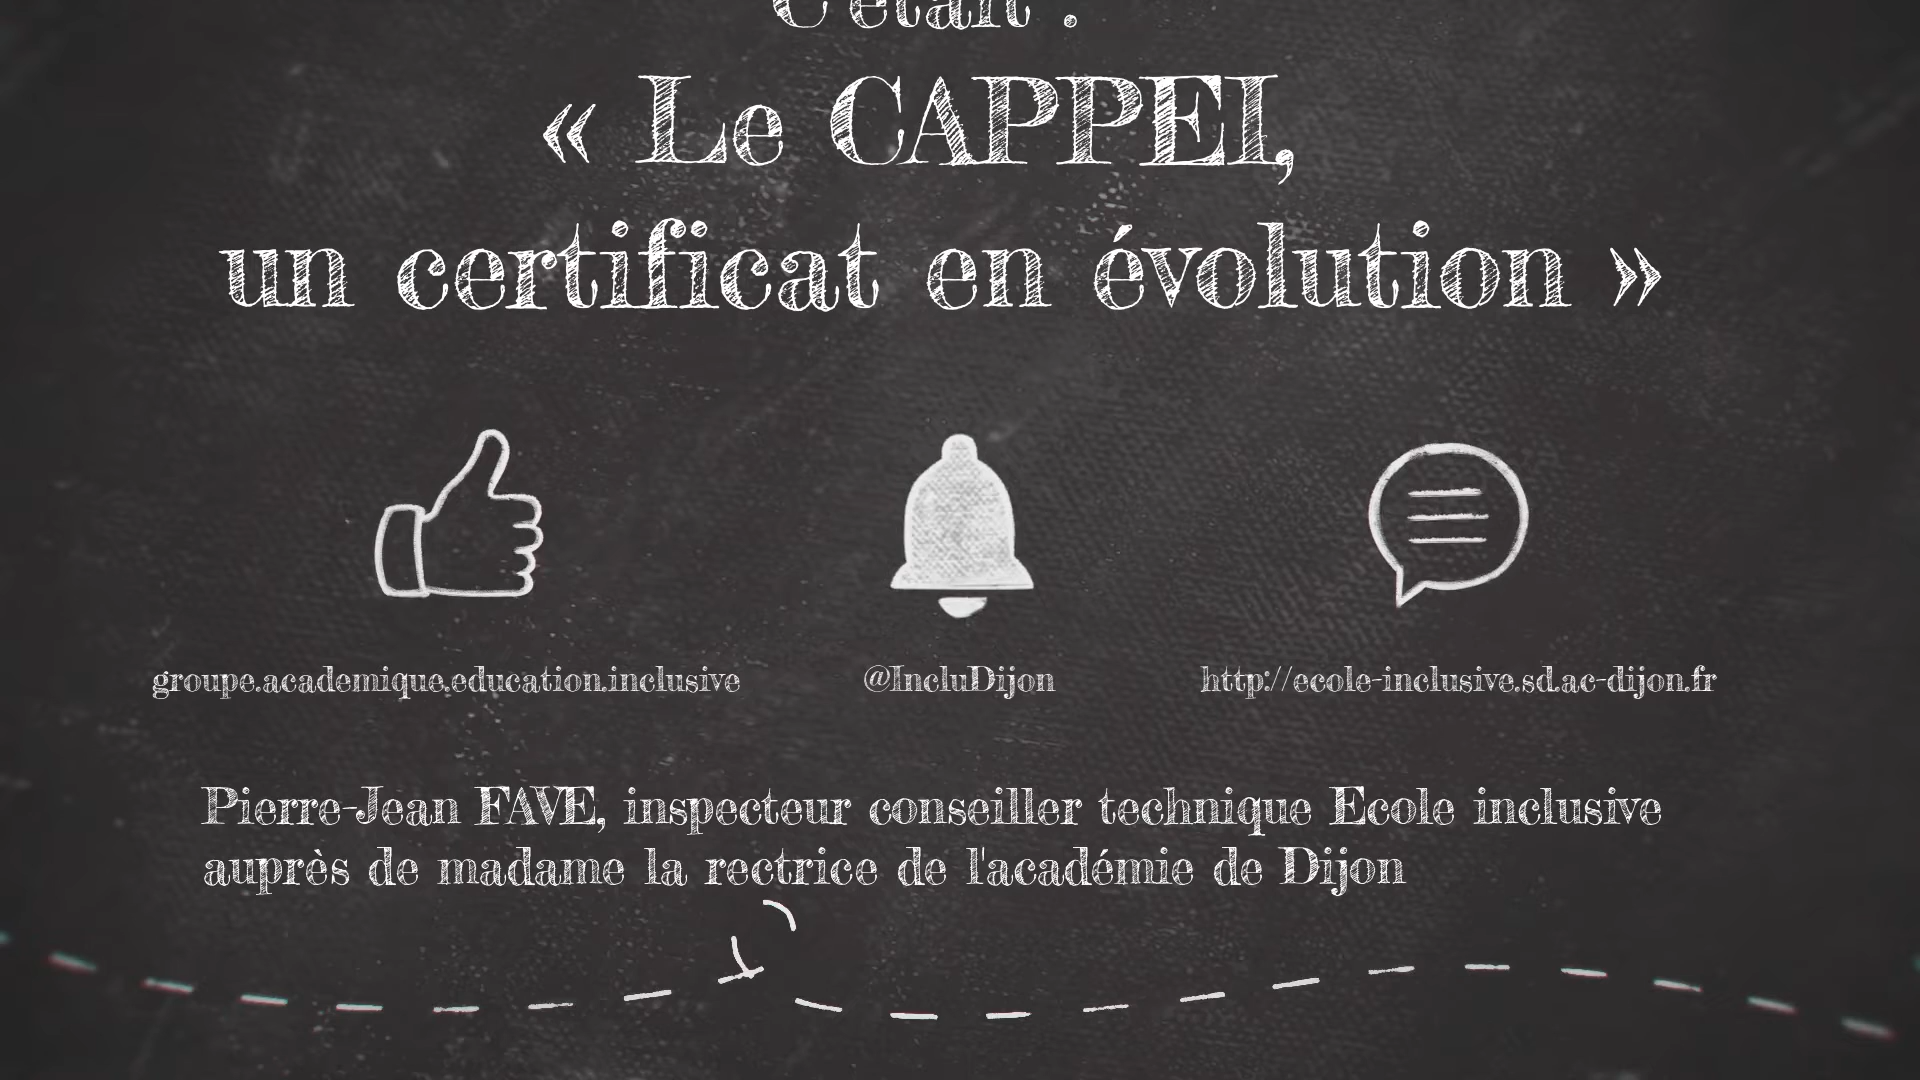 C'était :
« Le CAPPEI,
un certificat en évolution »
groupe.academique.education.inclusive
@IncluDijon
http://ecole-inclusive.sd.ac-dijon.fr
Pierre-Jean FAVE, inspecteur conseiller technique Ecole inclusive
auprès de madame la rectrice de l'académie de Dijon